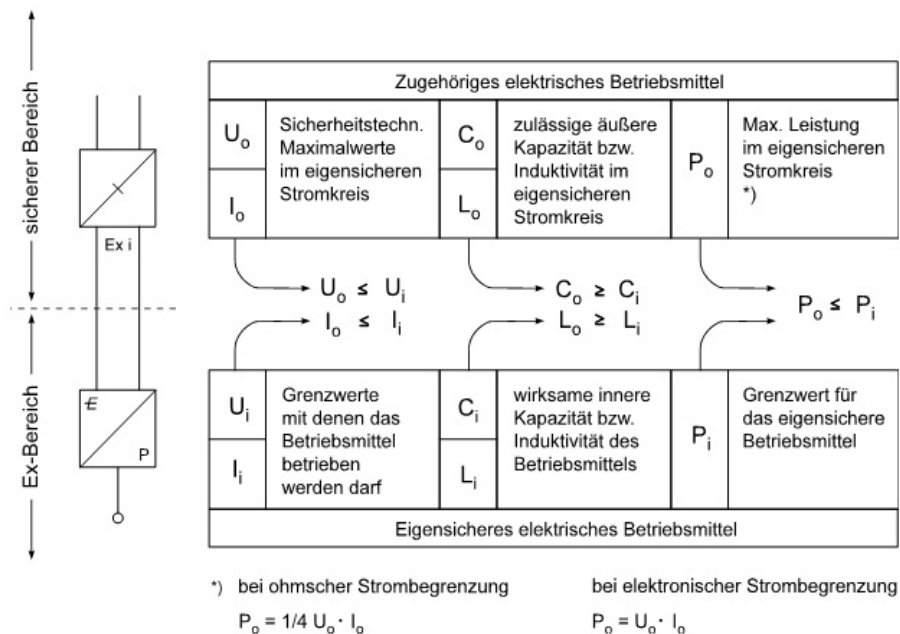 sicherer Bereich
Ex-Bereich
Ex i
E
P
Zugehöriges elektrisches Betriebsmittel
Uo
Io
Sicherheitstechn.
Maximalwerte
im eigensicheren
Stromkreis
Co
Lo
zulässige äußere
Kapazität bzw.
Induktivität im
eigensicheren
Stromkreis
Po
Max. Leistung
im eigensicheren
Stromkreis
*)
Uo ≤ Ui
Io ≤ Ii
Co ≥ Ci
Lo ≥ Li
Po ≤ Pi
Ui
Ii
Grenzwerte
mit denen das
Betriebsmittel
betrieben
werden darf
Ci
Li
wirksame innere
Kapazität bzw.
Induktivität des
Betriebsmittels
Pi
Grenzwert für
das eigensichere
Betriebsmittel
Eigensicheres elektrisches Betriebsmittel
*) bei ohmscher Strombegrenzung
Po = 1/4 Uo · Io
bei elektronischer Strombegrenzung
Po = Uo · Io